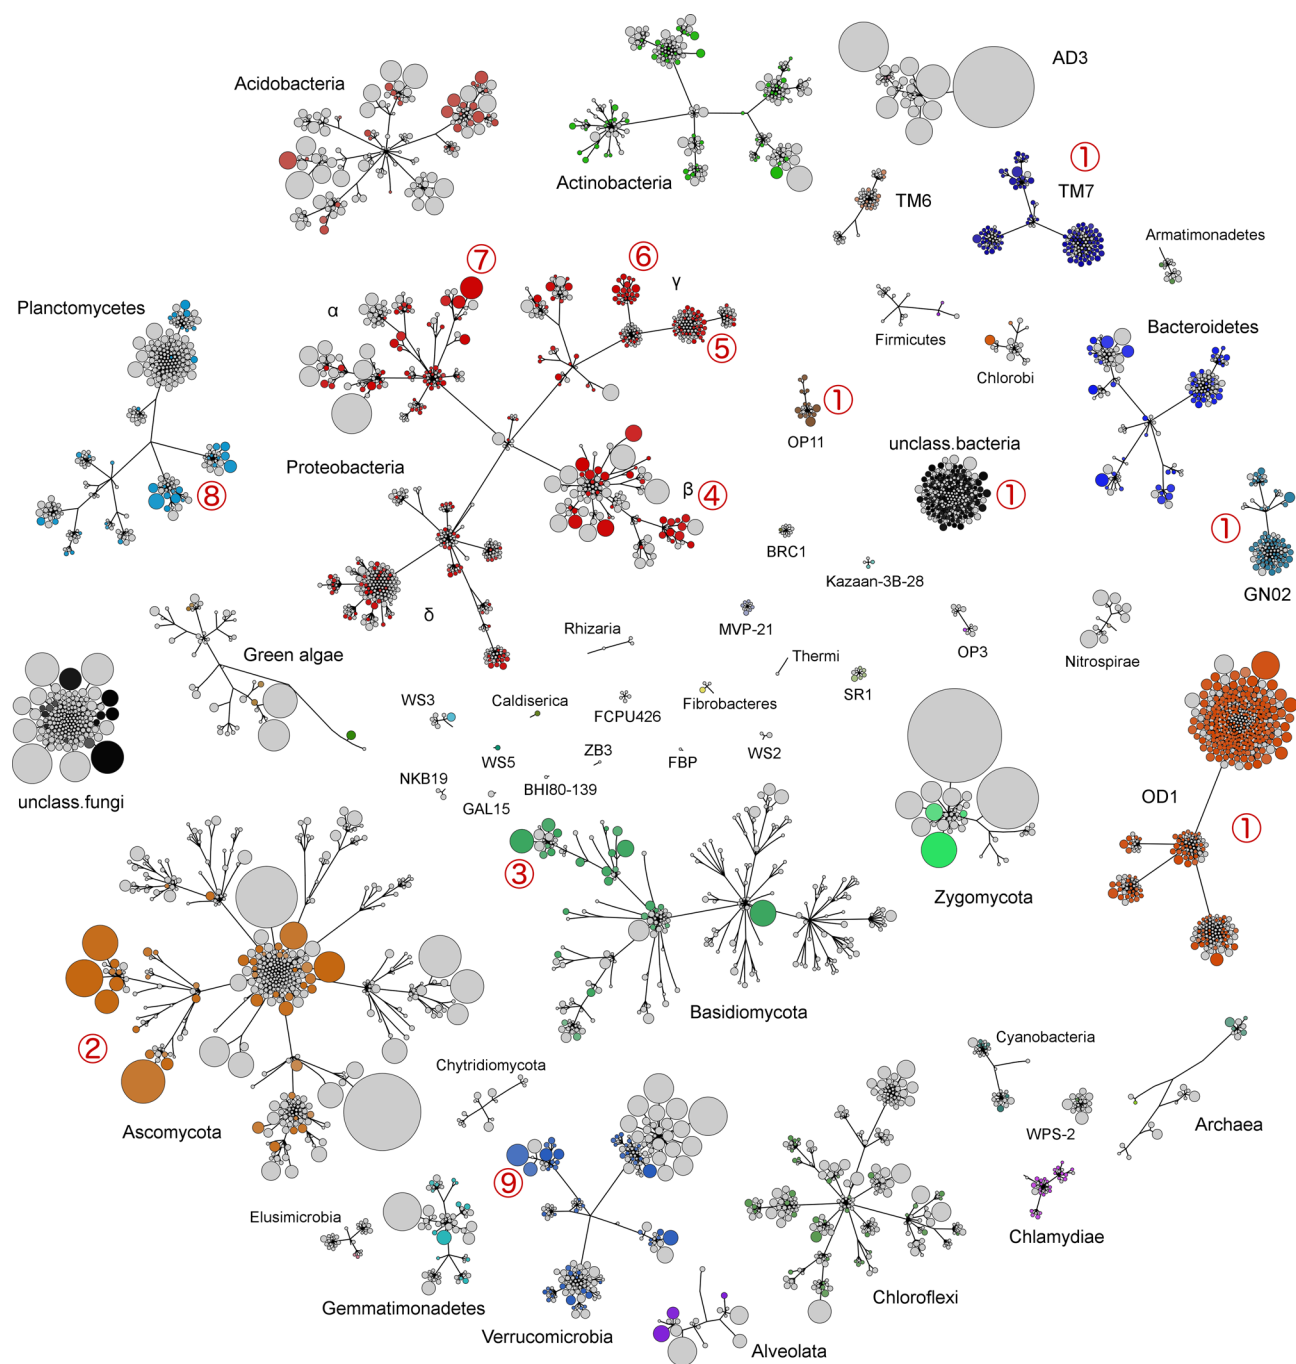 AD3
Acidobacteria
Actinobacteria
①
TM7
TM6
Armatimonadetes
⑦
⑥
γ
α
Planctomycetes
Firmicutes
Bacteroidetes
⑤
Chlorobi
①
OP11
unclass.bacteria
Proteobacteria
β
④
①
⑧
①
BRC1
Kazaan-3B-28
GN02
δ
Rhizaria
MVP-21
Green algae
Thermi
OP3
Nitrospirae
WS3
Caldiserica
Fibrobacteres
SR1
FCPU426
WS5
ZB3
FBP
WS2
NKB19
BHI80-139
GAL15
unclass.fungi
OD1
①
③
Zygomycota
Basidiomycota
②
Cyanobacteria
Chytridiomycota
Ascomycota
WPS-2
Archaea
⑨
Elusimicrobia
Chlamydiae
Gemmatimonadetes
Chloroflexi
Verrucomicrobia
Alveolata